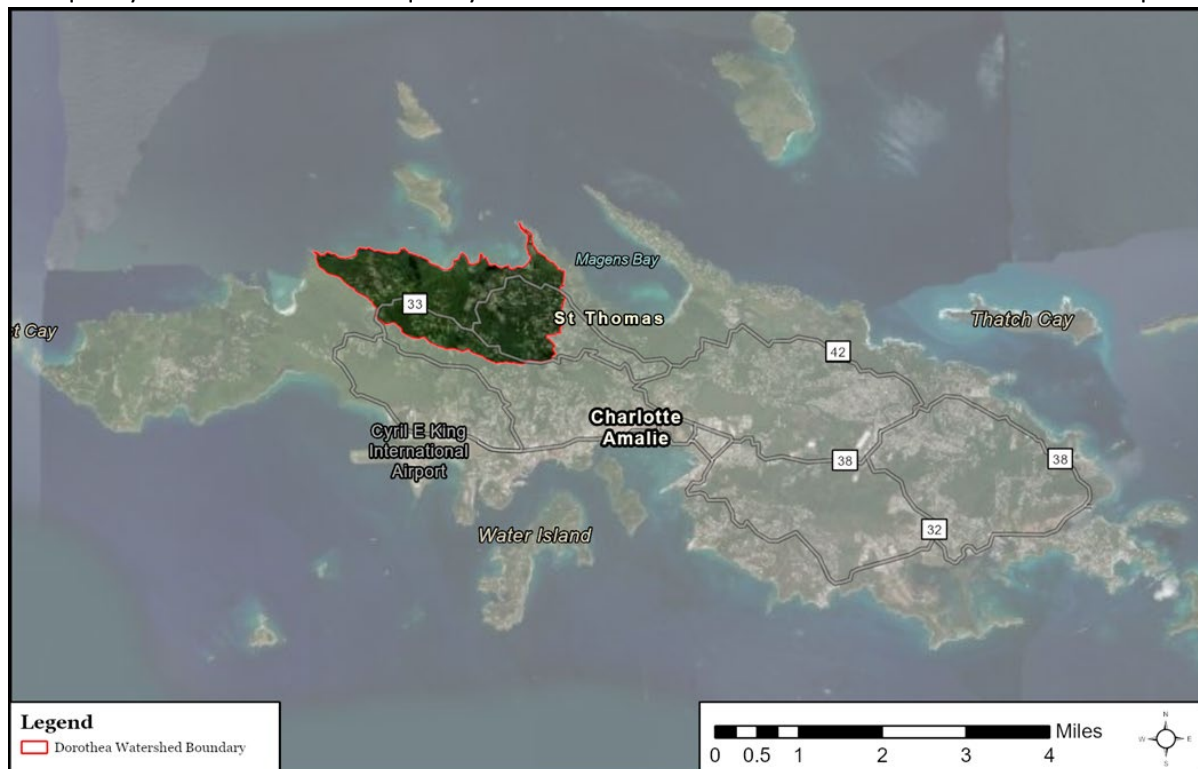 Magens Bay
33
St Thomas
Thatch Cay
t Cay
42
Charlotte
Amalie
Cyril E King
International
Airport
38
38
32
Water Island
Legend
Dorothea Watershed Boundary
Miles
0 0.5 1 2 3 4
N
W E
S